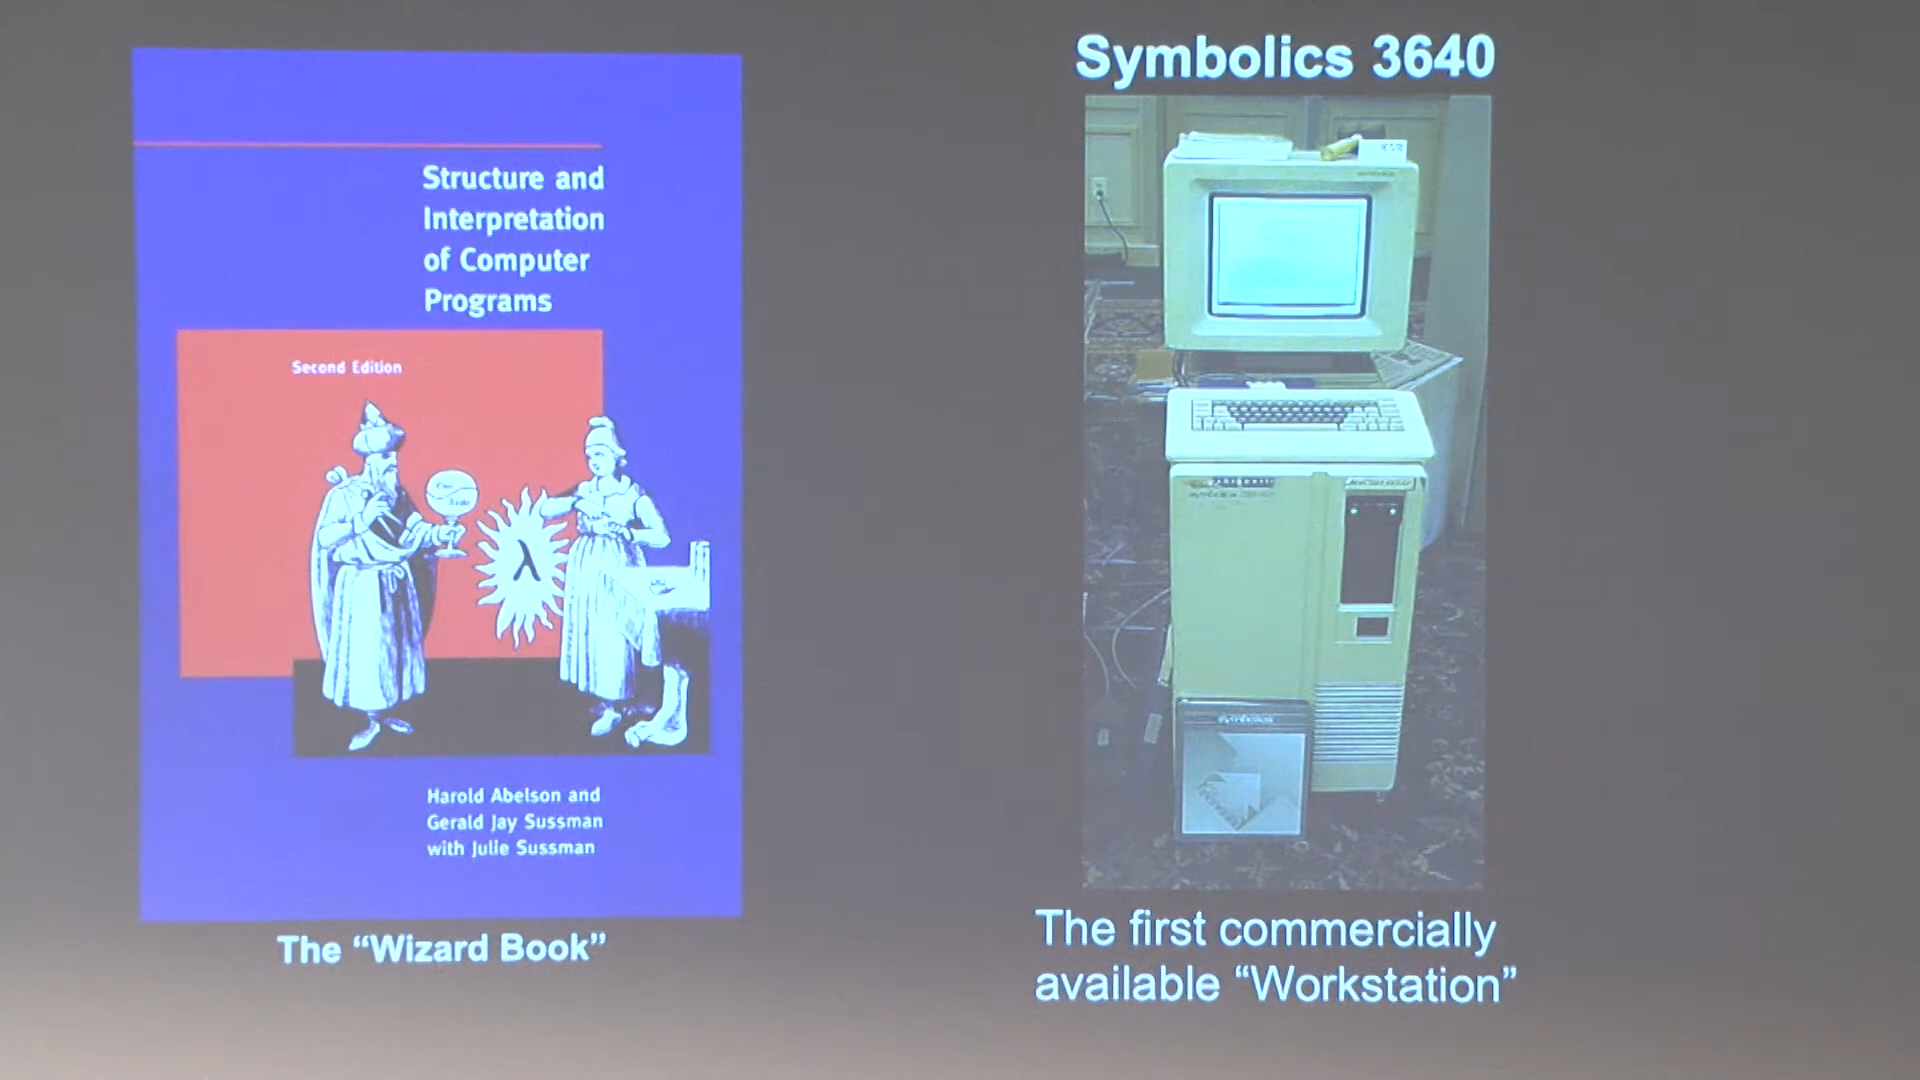 Structure and
Interpretation
of Computer
Programs
Second Edition
λ
Harold Abelson and
Gerald Jay Sussman
with Julie Sussman
The “Wizard Book”
Symbolics 3640
symbolics
The first commercially
available “Workstation”